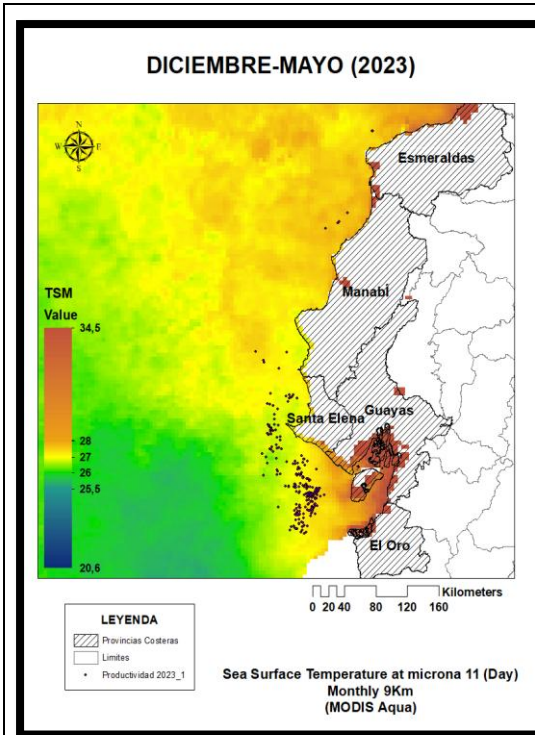 DICIEMBRE-MAYO (2023)
N
W E
S
Esmeraldas
Manabí
TSM
Value
34,5
Santa Elena
Guayas
28
27
26
25,5
El Oro
20,6
Kilometers
0 20 40 80 120 160
LEYENDA
Provincias Costeras
Limites
Productividad 2023_1
Sea Surface Temperature at microna 11 (Day)
Monthly 9Km
(MODIS Aqua)